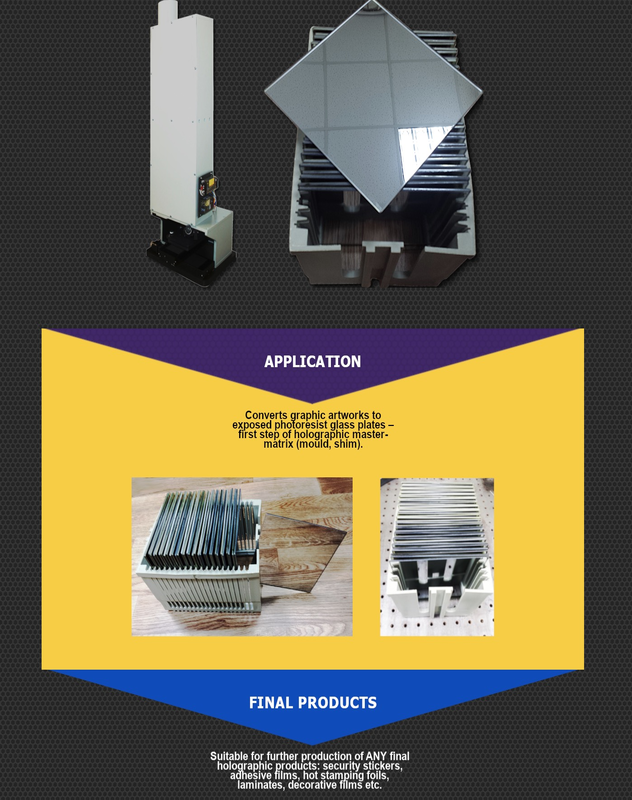 APPLICATION
Converts graphic artworks to
exposed photoresist glass plates –
first step of holographic master-
matrix (mould, shim).
FINAL PRODUCTS
Suitable for further production of ANY final
holographic products: security stickers,
adhesive films, hot stamping foils,
laminates, decorative films etc.